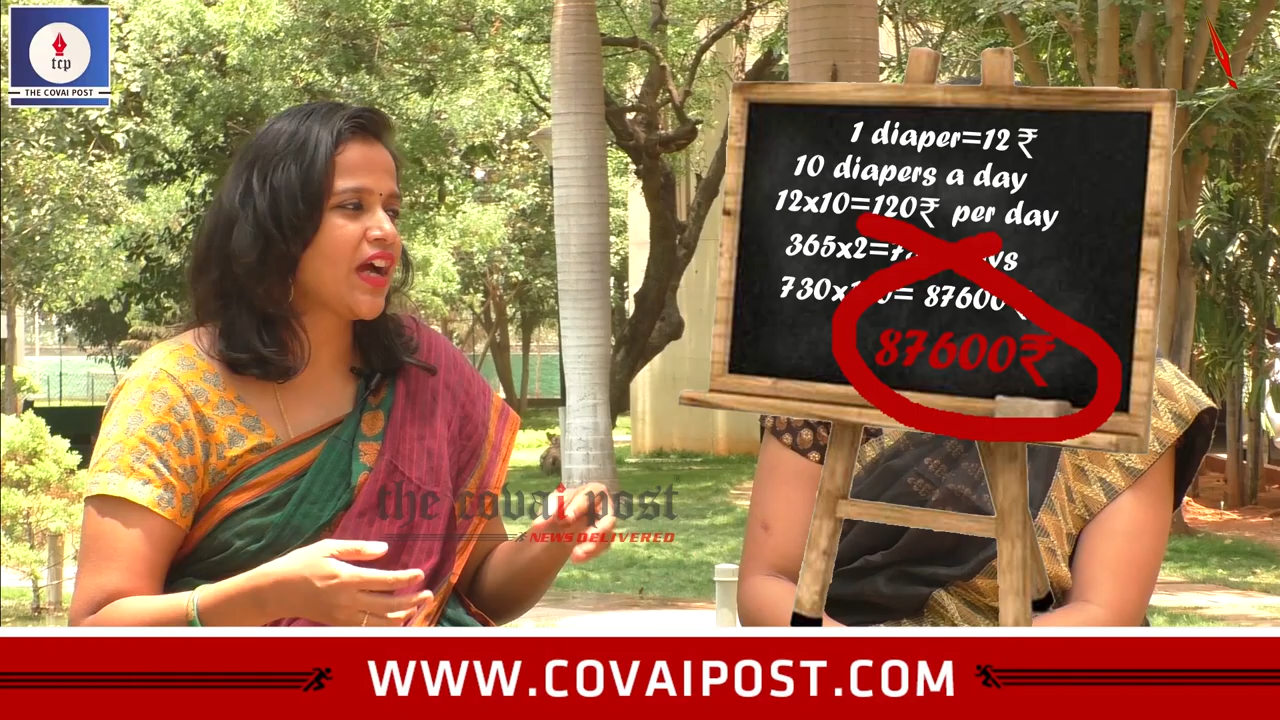 tcp
THE COVAI POST
1 diaper=12 ₹
10 diapers a day
12x10=120₹ per day
365x2=
= 87600
87600₹
the covai post
NEWS DELIVERED
WWW.COVAIPOST.COM